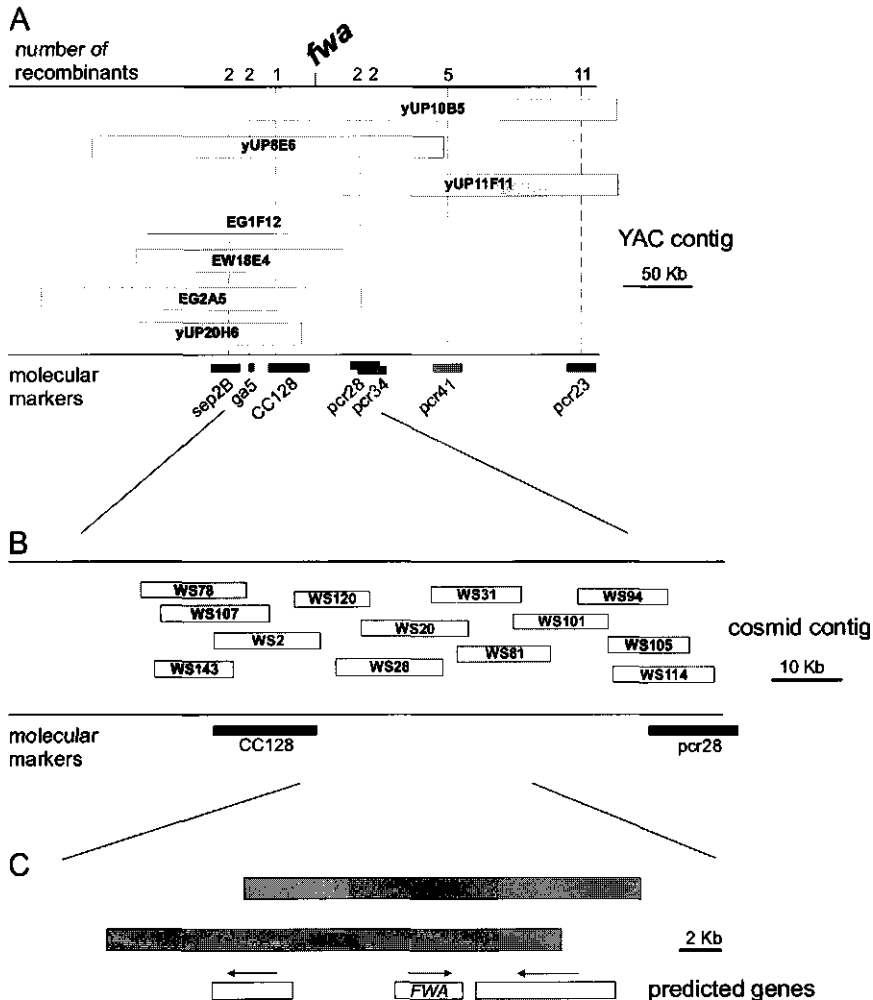 A
number of
recombinants
2 2 1 fwa 2 2 5 11
yUP10B5
yUP8E6
yUP11F11
EG1F12
EW18E4
EG2A5
yUP20H6
YAC contig
50 Kb
molecular
markers
sep2B ga5 CC128 pcr28 pcr34 pcr41 pcr23
B
WS78 WS120 WS31 WS94
WS107 WS20 WS101
WS2 WS81 WS105
WS143 WS28 WS114
cosmid contig
10 Kb
molecular
markers
CC128 pcr28
C
2 Kb
FWA predicted genes